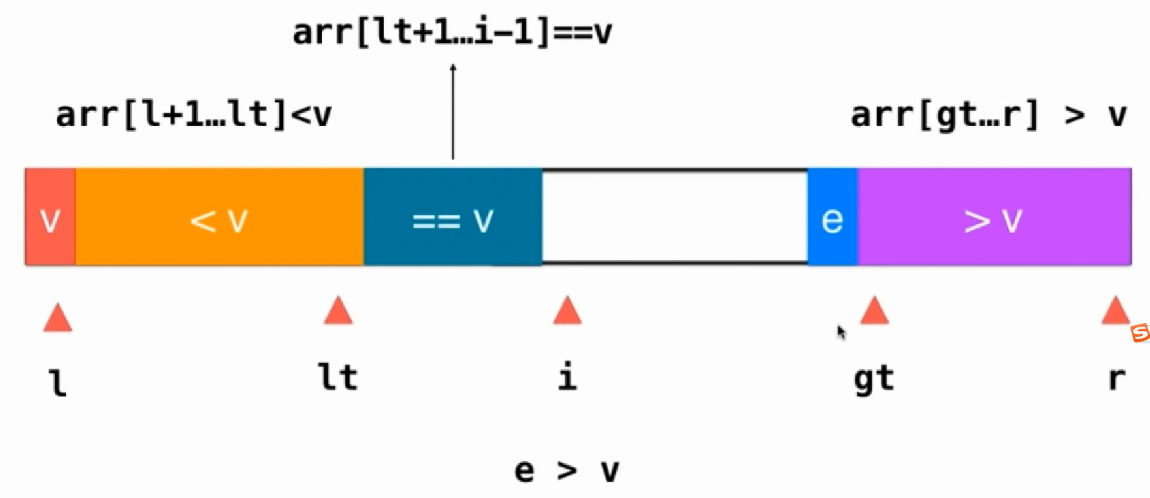 arr[lt+1…i-1]==v
arr[l+1…lt]<v
arr[gt…r] > v
v
< v
== v
e
> v
l
lt
i
gt
r
S
e > v